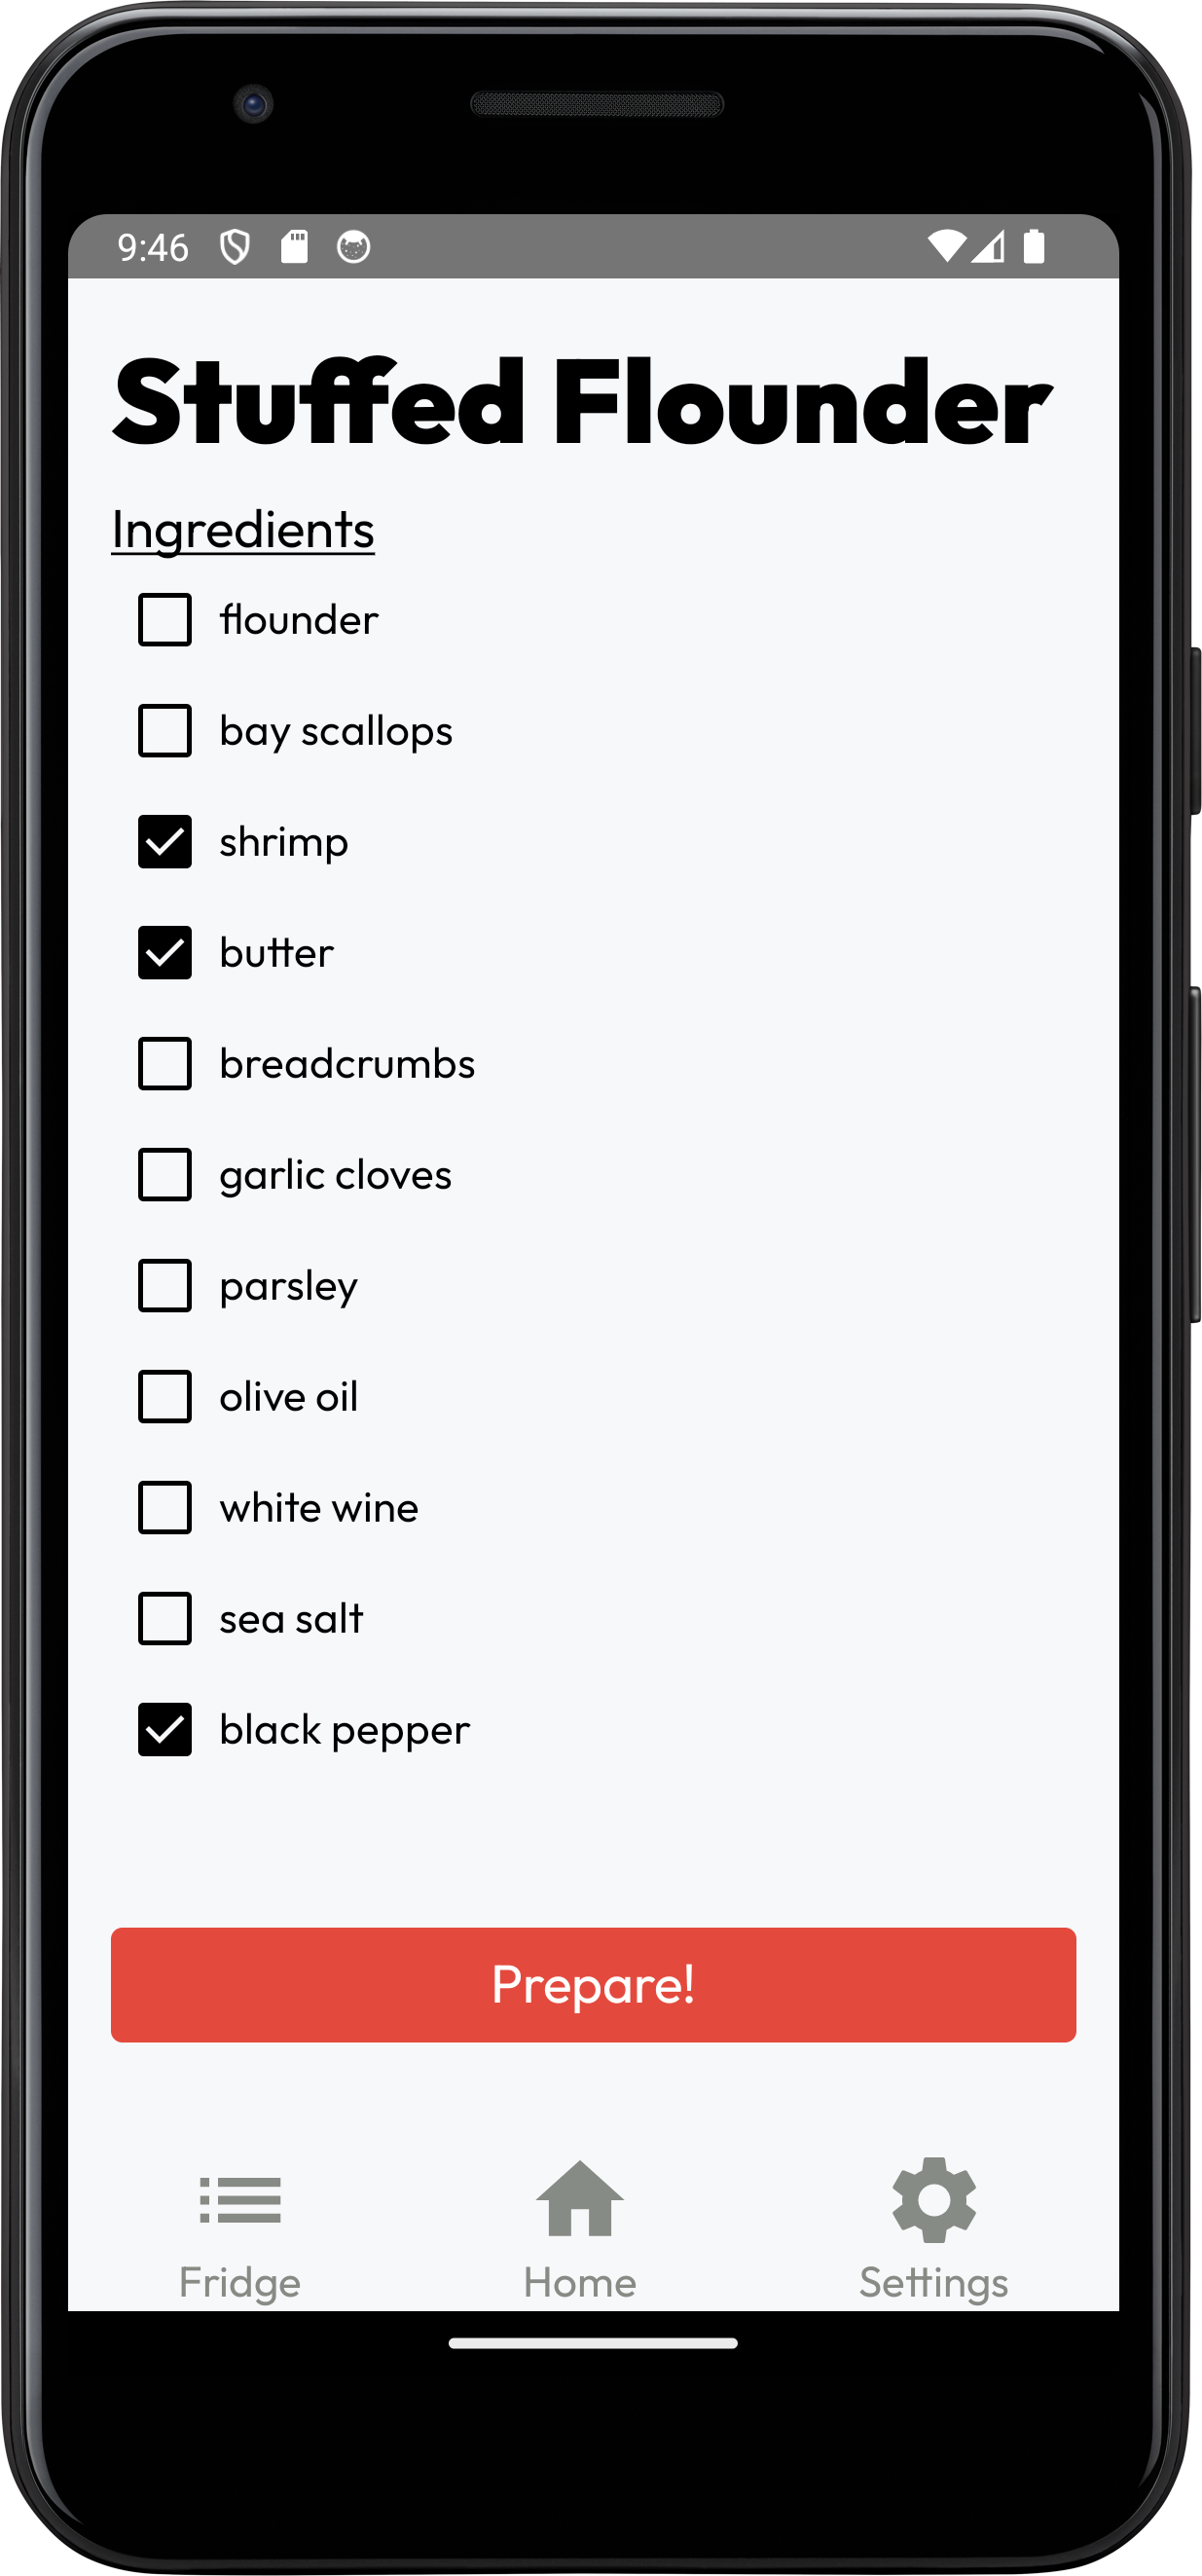 9:46
Stuffed Flounder
Ingredients
flounder
bay scallops
shrimp
butter
breadcrumbs
garlic cloves
parsley
olive oil
white wine
sea salt
black pepper
Prepare!
Fridge Home Settings